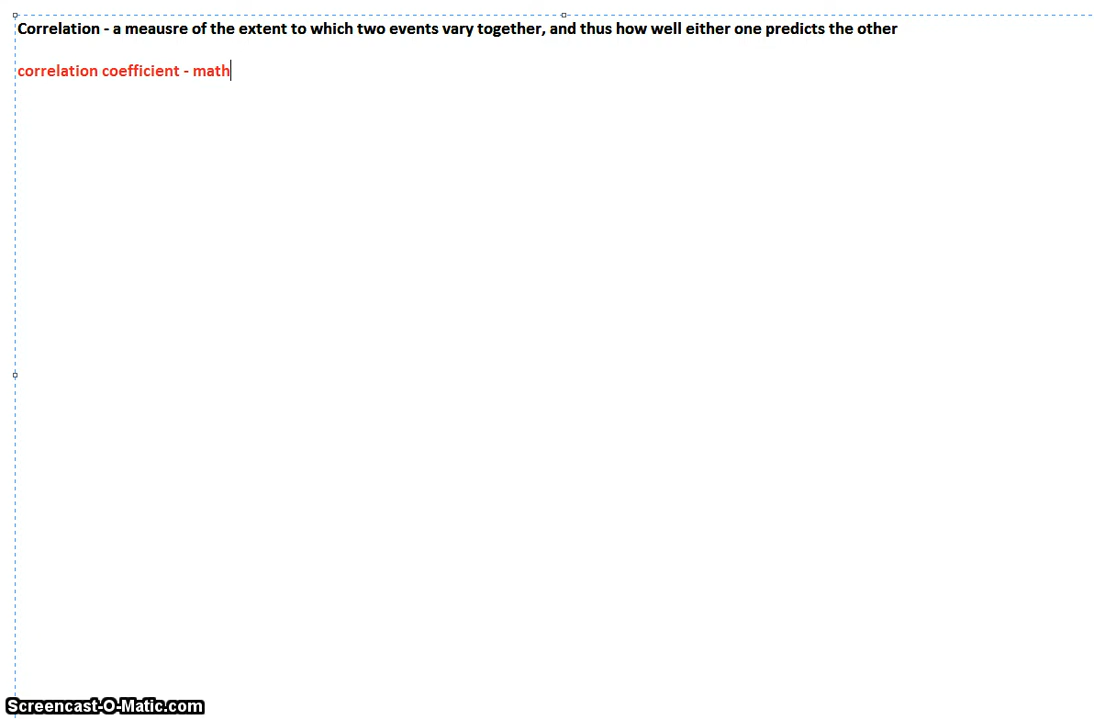 Correlation - a meausre of the extent to which two events vary together, and thus how well either one predicts the other
correlation coefficient - math
Screencast-O-Matic.com